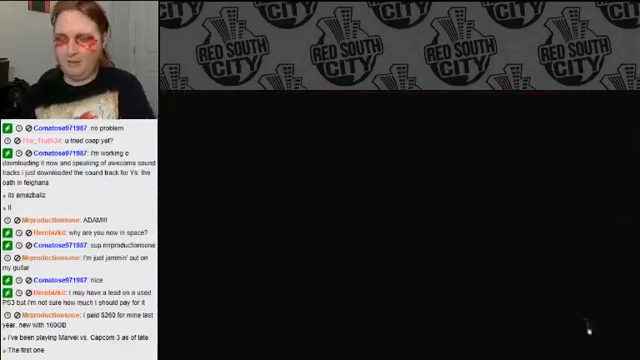 RED SOUTH CITY
RED SOUTH CITY
RED SOUTH CITY
RED SOUTH CITY
Comatose971987: no problem
The_Truth34: u tried coop yet?
Comatose971987: i'm working o
downloading it now and speaking of awesome sound
tracks i just downloaded the sound track for Ys: the
oath in felghana
its amazballz
!!
Mrproductionsone: ADAM!!!
Herobizkit: why are you now in space?
Comatose971987: sup mrproductionsone
Mrproductionsone: I'm just jammin' out on
my guitar
Comatose971987: nice
Herobizkit: I may have a lead on a used
PS3 but I'm not sure how much I should pay for it
Mrproductionsone: I paid $260 for mine last
year, new with 160GB
I've been playing Marvel vs. Capcom 3 as of late
The first one